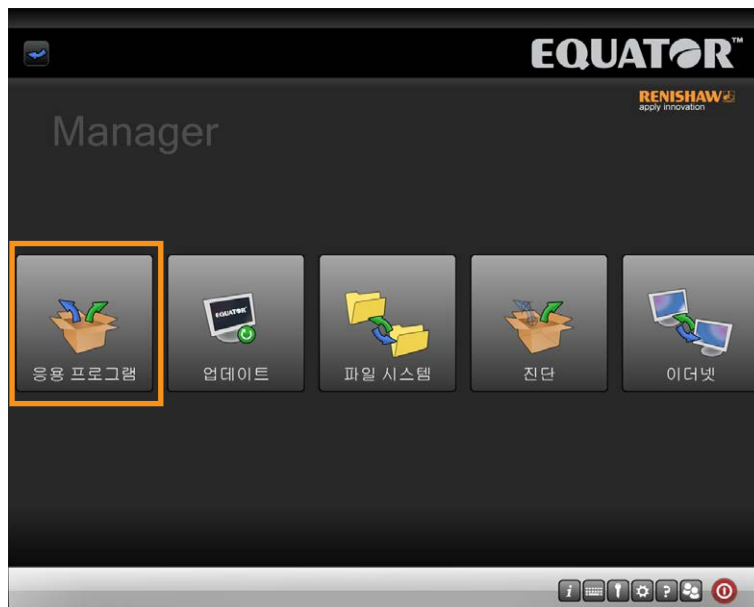 EQUATOR™
RENISHAW
apply innovation
Manager
EQUATOR
응용 프로그램
업데이트
파일 시스템
진단
이더넷